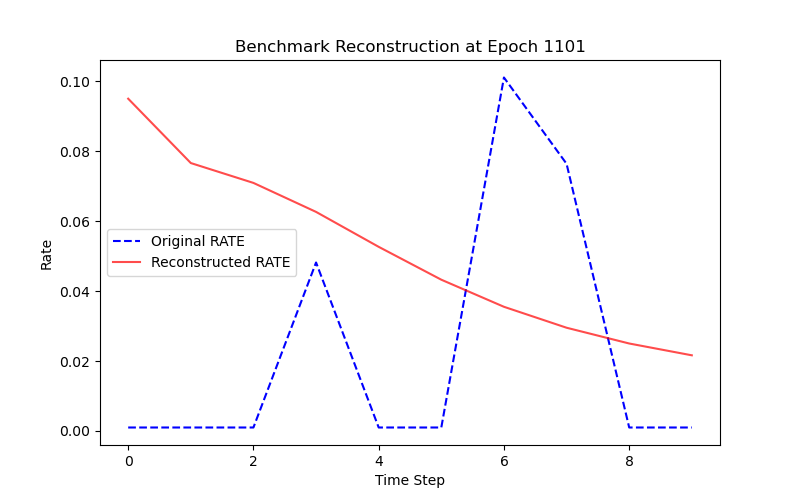 Benchmark Reconstruction at Epoch 1101
0.10
0.08
0.06
0.04
0.02
0.00
Rate
Original RATE
Reconstructed RATE
0 2 4 6 8
Time Step